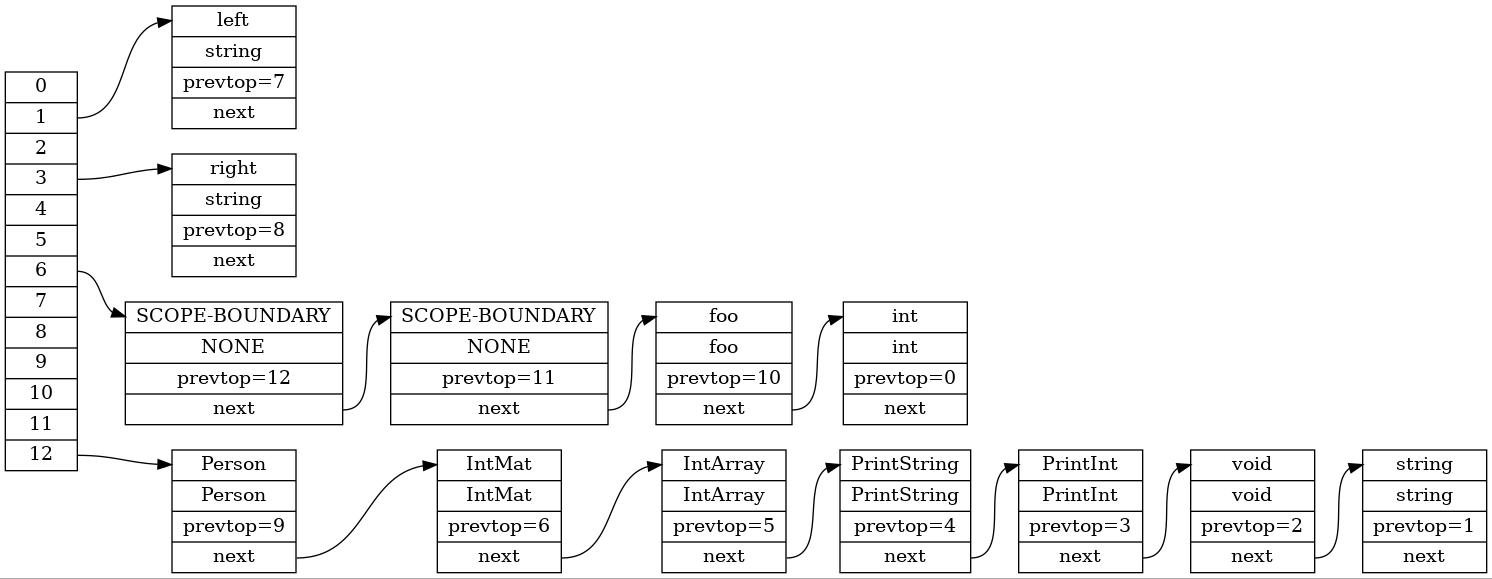 0
1
2
3
4
5
6
7
8
9
10
11
12
left
string
prevtop=7
next
right
string
prevtop=8
next
SCOPE-BOUNDARY
NONE
prevtop=12
next
SCOPE-BOUNDARY
NONE
prevtop=11
next
foo
foo
prevtop=10
next
int
int
prevtop=0
next
Person
Person
prevtop=9
next
IntMat
IntMat
prevtop=6
next
IntArray
IntArray
prevtop=5
next
PrintString
PrintString
prevtop=4
next
PrintInt
PrintInt
prevtop=3
next
void
void
prevtop=2
next
string
string
prevtop=1
next